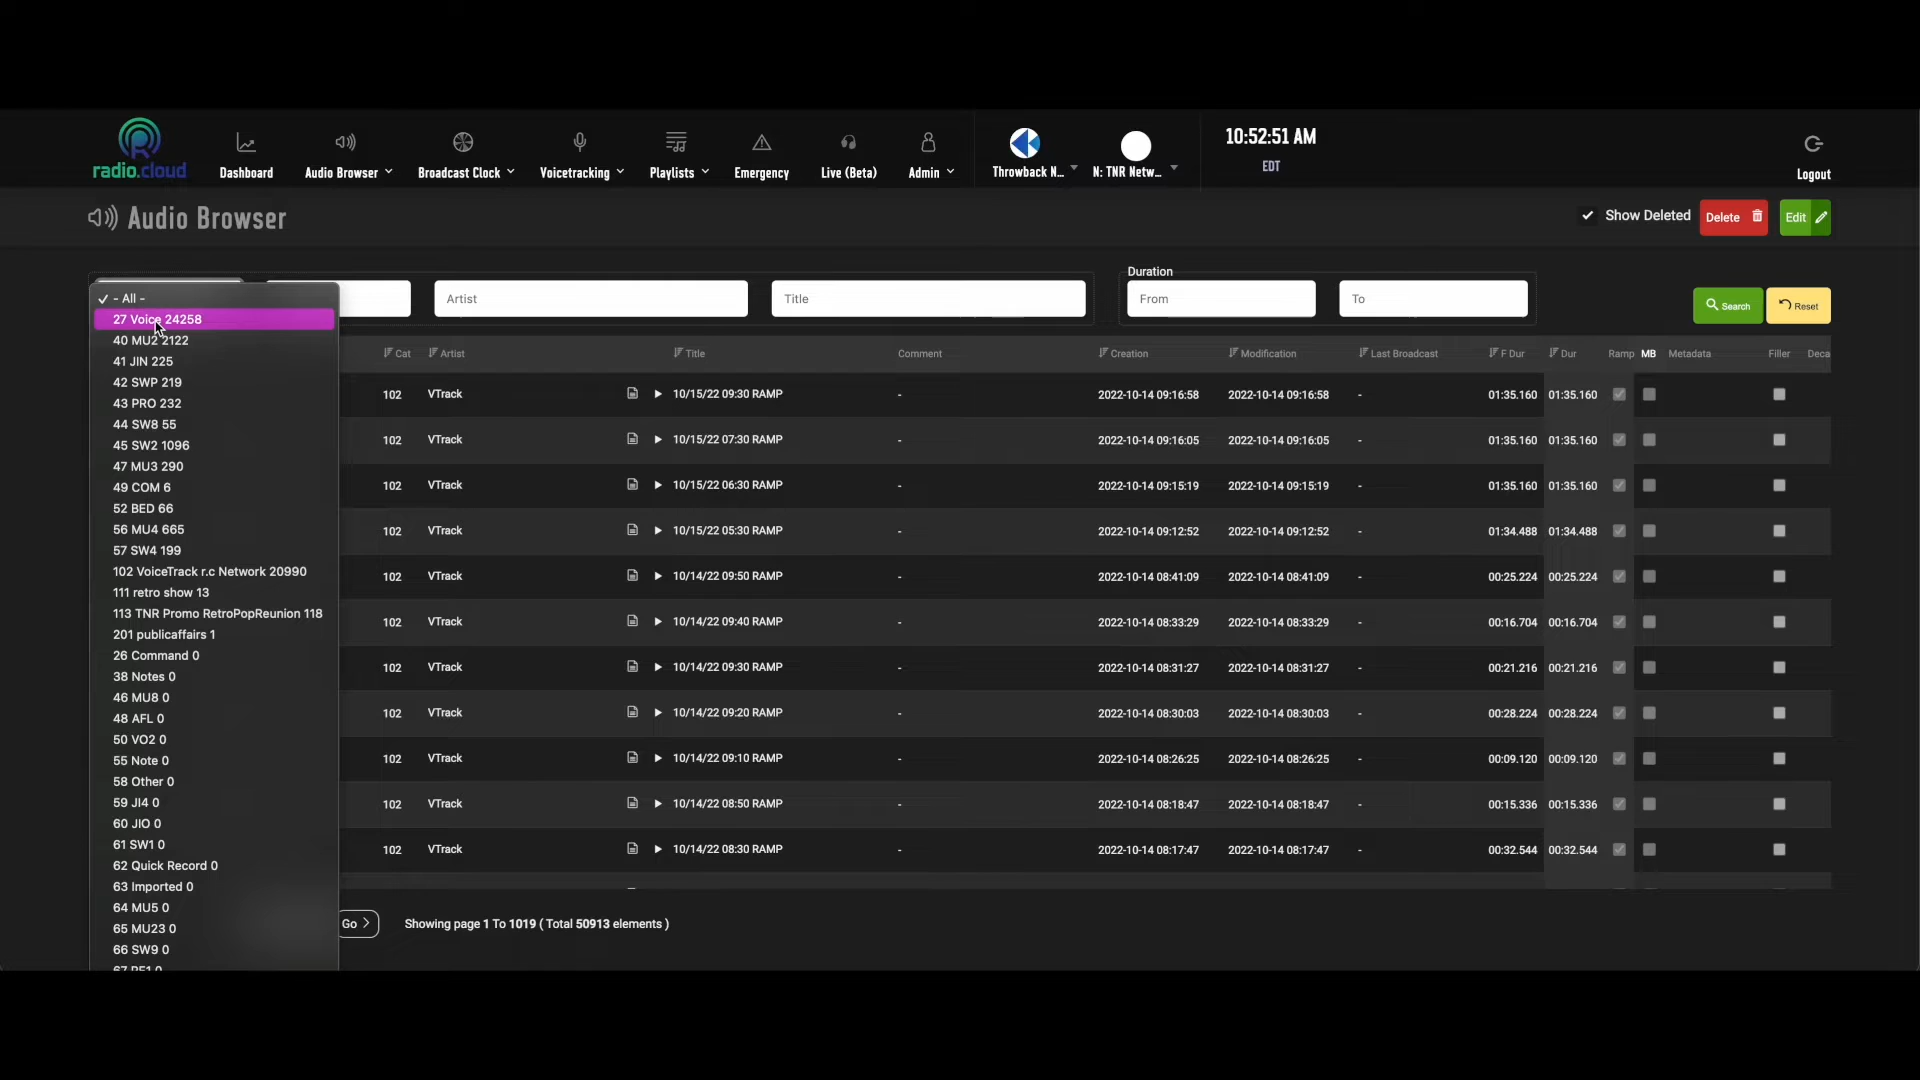 radio.cloud
Dashboard
Audio Browser
Broadcast Clock
Voicetracking
Playlists
Emergency
Live (Beta)
Admin
Throwback N...
N: TNR Netw...
10:52:51 AM
EDT
Logout
Audio Browser
Show Deleted
Delete
Edit
Duration
Artist
Title
From
To
Search
Reset
- All -
27 Voice 24258
40 MU2 2122
41 JIN 225
42 SWP 219
43 PRO 232
44 SW8 55
45 SW2 1096
47 MU3 290
49 COM 6
52 BED 66
56 MU4 665
57 SW4 199
102 VoiceTrack r.c Network 20990
111 retro show 13
113 TNR Promo RetroPopReunion 118
201 publicaffairs 1
26 Command 0
38 Notes 0
46 MU8 0
48 AFL 0
50 VO2 0
55 Note 0
58 Other 0
59 JI4 0
60 JIO 0
61 SW1 0
62 Quick Record 0
63 Imported 0
64 MU5 0
65 MU23 0
66 SW9 0
Cat Artist Title Comment Creation Modification Last Broadcast F Dur Dur Ramp MB Metadata Filler Deca
102 VTrack 10/15/22 09:30 RAMP - 2022-10-14 09:16:58 2022-10-14 09:16:58 - 01:35.160 01:35.160
102 VTrack 10/15/22 07:30 RAMP - 2022-10-14 09:16:05 2022-10-14 09:16:05 - 01:35.160 01:35.160
102 VTrack 10/15/22 06:30 RAMP - 2022-10-14 09:15:19 2022-10-14 09:15:19 - 01:35.160 01:35.160
102 VTrack 10/15/22 05:30 RAMP - 2022-10-14 09:12:52 2022-10-14 09:12:52 - 01:34.488 01:34.488
102 VTrack 10/14/22 09:50 RAMP - 2022-10-14 08:41:09 2022-10-14 08:41:09 - 00:25.224 00:25.224
102 VTrack 10/14/22 09:40 RAMP - 2022-10-14 08:33:29 2022-10-14 08:33:29 - 00:16.704 00:16.704
102 VTrack 10/14/22 09:30 RAMP - 2022-10-14 08:31:27 2022-10-14 08:31:27 - 00:21.216 00:21.216
102 VTrack 10/14/22 09:20 RAMP - 2022-10-14 08:30:03 2022-10-14 08:30:03 - 00:28.224 00:28.224
102 VTrack 10/14/22 09:10 RAMP - 2022-10-14 08:26:25 2022-10-14 08:26:25 - 00:09.120 00:09.120
102 VTrack 10/14/22 08:50 RAMP - 2022-10-14 08:18:47 2022-10-14 08:18:47 - 00:15.336 00:15.336
102 VTrack 10/14/22 08:30 RAMP - 2022-10-14 08:17:47 2022-10-14 08:17:47 - 00:32.544 00:32.544
Go > Showing page 1 To 1019 ( Total 50913 elements )